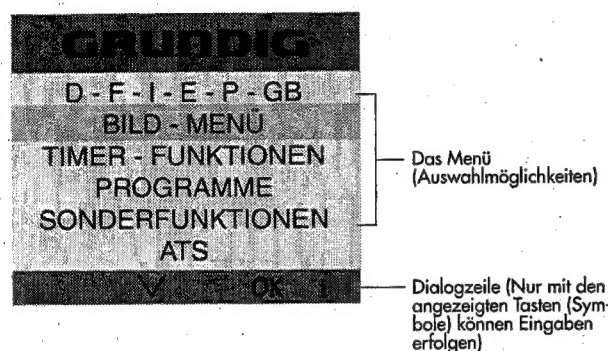 GRUNDIG
D - F - I - E - P - GB
BILD - MENÜ
TIMER - FUNKTIONEN
PROGRAMME
SONDERFUNKTIONEN
ATS
OK i
Das Menü
(Auswahlmöglichkeiten)
Dialogzeile (Nur mit den
angezeigten Tasten (Sym-
bole) können Eingaben
erfolgen)